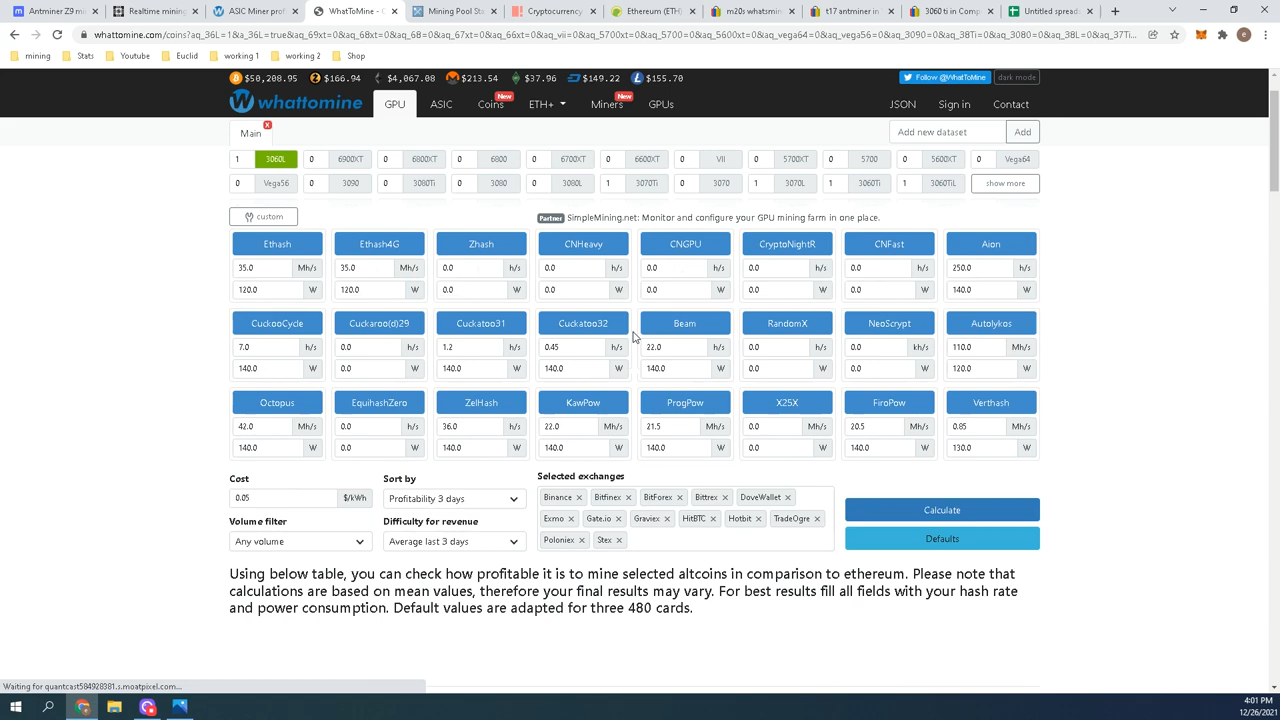 Antminer Z9 mi
Realtime mining
ASIC Miner prof
WhatToMine - C
Mining Pool Sta
Cryptocurrency
Ethereum (ETH)
m20s whatsmin
t17 antminer in
3060 ti in Comp
Untitled spread
whattomine.com/coins?aq_36L=1&a_36L=true&aq_69xt=0&aq_68xt=0&aq_68=0&aq_67xt=0&aq_66xt=0&aq_vii=0&aq_5700xt=0&aq_5700=0&aq_5600xt=0&aq_vega64=0&aq_vega56=0&aq_3090=0&aq_38Ti=0&aq_3080=0&aq_38L=0&aq_37Ti...
mining Stats Youtube Euclid working 1 working 2 Shop
$50,208.95 $166.94 $4,067.08 $213.54 $37.96 $149.22 $155.70 Follow @WhatToMine dark mode
whattomine GPU ASIC Coins New ETH+ Miners New GPUs JSON Sign in Contact
Main Add new dataset Add
1 3060L 0 6900XT 0 6800XT 0 6800 0 6700XT 0 6600XT 0 VII 0 5700XT 0 5700 0 5600XT 0 Vega64
0 Vega56 0 3090 0 3080Ti 0 3080 0 3080L 1 3070Ti 0 3070 1 3070L 1 3060Ti 1 3060TiL show more
custom Partner SimpleMining.net: Monitor and configure your GPU mining farm in one place.
Ethash Ethash4G Zhash CNHeavy CNGPU CryptoNightR CNFast Aion
35.0 Mh/s 35.0 Mh/s 0.0 h/s 0.0 h/s 0.0 h/s 0.0 h/s 0.0 h/s 250.0 h/s
120.0 W 120.0 W 0.0 W 0.0 W 0.0 W 0.0 W 0.0 W 140.0 W
CuckooCycle Cuckaroo(d)29 Cuckatoo31 Cuckatoo32 Beam RandomX NeoScrypt Autolykos
7.0 h/s 0.0 h/s 1.2 h/s 0.45 h/s 22.0 h/s 0.0 h/s 0.0 kh/s 110.0 Mh/s
140.0 W 0.0 W 140.0 W 140.0 W 140.0 W 0.0 W 0.0 W 120.0 W
Octopus EquihashZero ZelHash KawPow ProgPow X25X FiroPow Verthash
42.0 Mh/s 0.0 h/s 36.0 h/s 22.0 Mh/s 21.5 Mh/s 0.0 Mh/s 20.5 Mh/s 0.85 Mh/s
140.0 W 0.0 W 140.0 W 140.0 W 140.0 W 0.0 W 140.0 W 130.0 W
Cost Sort by Selected exchanges
0.05 $/kWh Profitability 3 days Binance × Bitfinex × BitForex × Bittrex × DoveWallet ×
Calculate
Volume filter Difficulty for revenue Exmo × Gate.io × Graviex × HitBTC × Hotbit × TradeOgre ×
Any volume Average last 3 days Poloniex × Stex × Defaults
Using below table, you can check how profitable it is to mine selected altcoins in comparison to ethereum. Please note that
calculations are based on mean values, therefore your final results may vary. For best results fill all fields with your hash rate
and power consumption. Default values are adapted for three 480 cards.
Waiting for quantcast584928381.s.moatpixel.com...
4:01 PM
12/26/2021